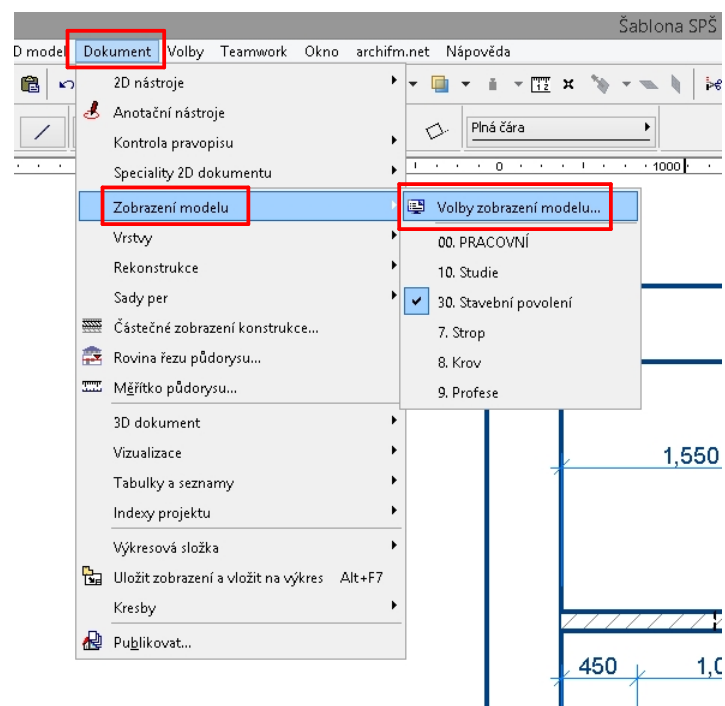 Šablona SPŠ
D model Dokument Volby Teamwork Okno archifm.net Nápověda
2D nástroje
Anotační nástroje
Plná čára
Kontrola pravopisu
Speciality 2D dokumentu
0 1000
Zobrazení modelu
Volby zobrazení modelu...
Vrstvy
00. PRACOVNÍ
Rekonstrukce
10. Studie
Sady per
30. Stavební povolení
Částečné zobrazení konstrukce...
7. Strop
Rovina řezu půdorysu...
8. Krov
Měřítko půdorysu...
9. Profese
3D dokument
Vizualizace
1,550
Tabulky a seznamy
Indexy projektu
Výkresová složka
Uložit zobrazení a vložit na výkres Alt+F7
Kresby
Publikovat...
450 1,0